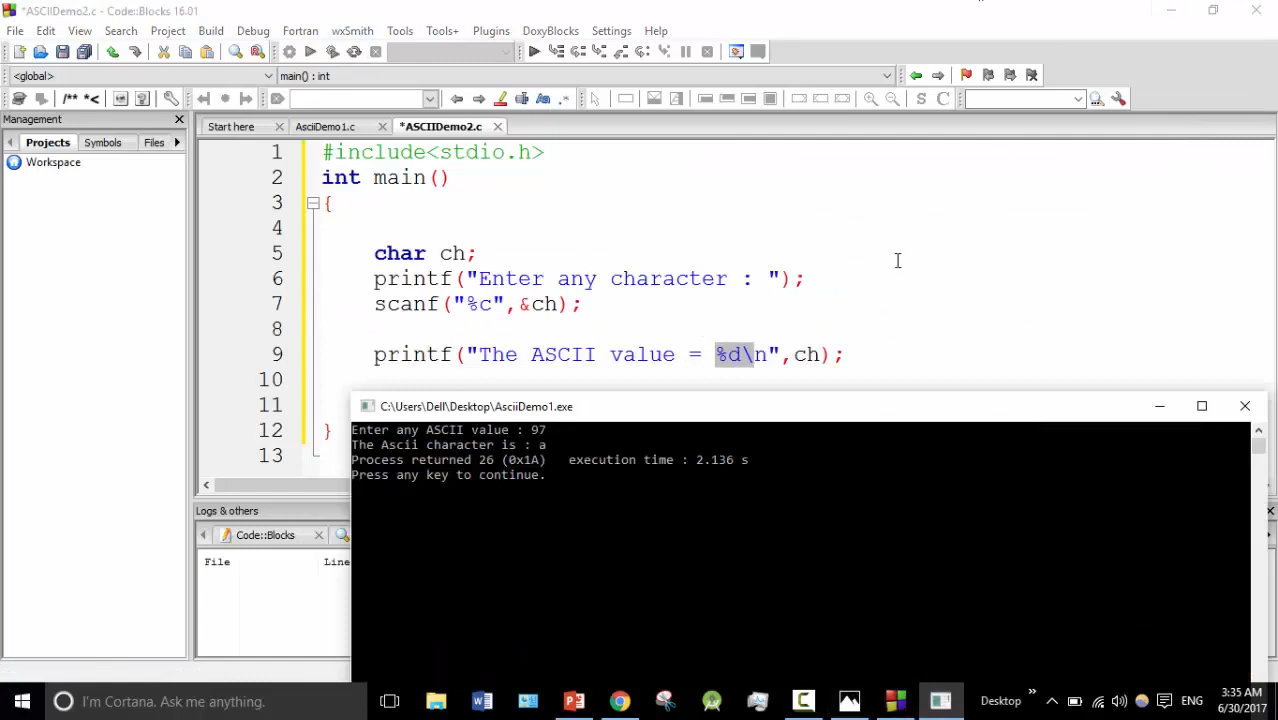 *ASCIIDemo2.c - Code::Blocks 16.01
File Edit View Search Project Build Debug Fortran wxSmith Tools Tools+ Plugins DoxyBlocks Settings Help
<global> main() : int
/** *<
S C
Management
Projects Symbols Files
Workspace
Start here AsciiDemo1.c *ASCIIDemo2.c
1 #include<stdio.h>
2 int main()
3 {
4
5 char ch;
6 printf("Enter any character : ");
7 scanf("%c",&ch);
8
9 printf("The ASCII value = %d\n",ch);
10
11
12 }
13
Logs & others
Code::Blocks
File Line
C:\Users\Dell\Desktop\AsciiDemo1.exe
Enter any ASCII value : 97
The Ascii character is : a
Process returned 26 (0x1A)   execution time : 2.136 s
Press any key to continue.
I'm Cortana. Ask me anything.
Desktop
ENG
3:35 AM
6/30/2017